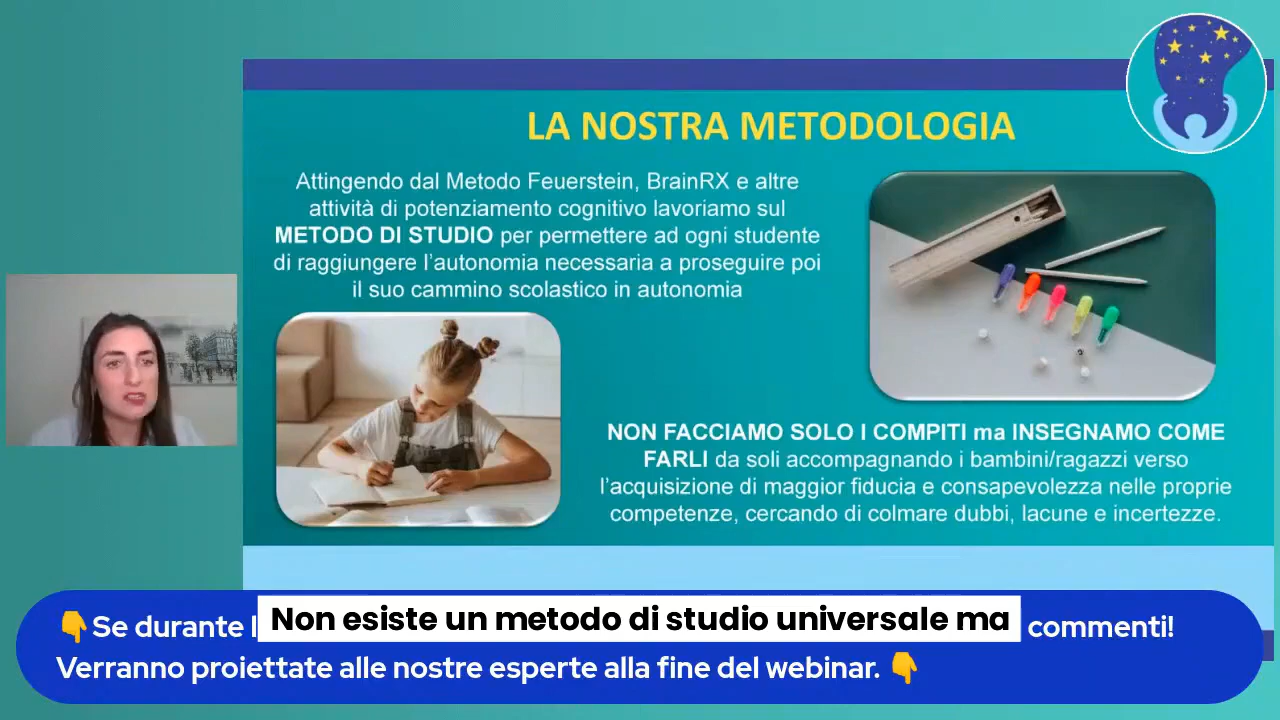 LA NOSTRA METODOLOGIA
Attingendo dal Metodo Feuerstein, BrainRX e altre
attività di potenziamento cognitivo lavoriamo sul
METODO DI STUDIO per permettere ad ogni studente
di raggiungere l'autonomia necessaria a proseguire poi
il suo cammino scolastico in autonomia
NON FACCIAMO SOLO I COMPITI ma INSEGNAMO COME
FARLI da soli accompagnando i bambini/ragazzi verso
l'acquisizione di maggior fiducia e consapevolezza nelle proprie
competenze, cercando di colmare dubbi, lacune e incertezze.
Non esiste un metodo di studio universale ma
👇Se durante commenti!
Verranno proiettate alle nostre esperte alla fine del webinar. 👇